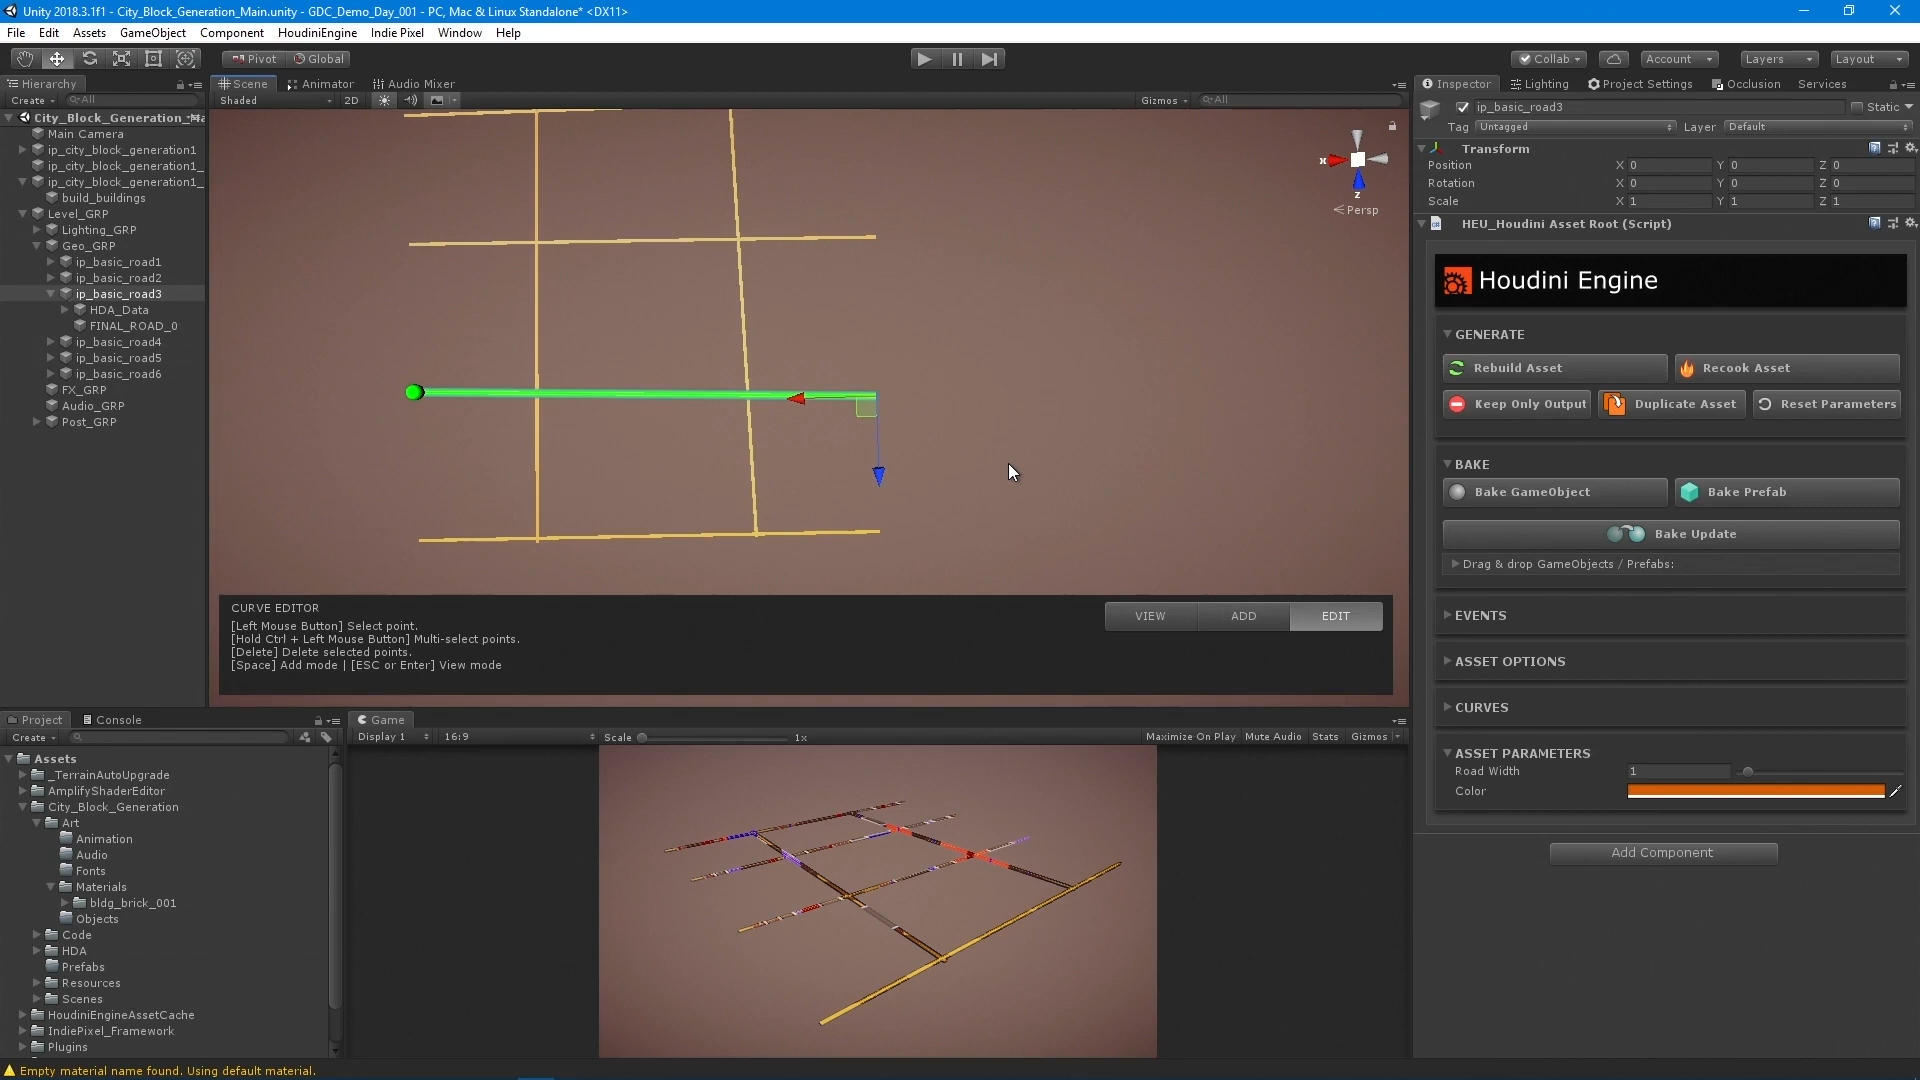 Unity 2018.3.1f1 - City_Block_Generation_Main.unity - GDC_Demo_Day_001 - PC, Mac & Linux Standalone* <DX11>
File Edit Assets GameObject Component HoudiniEngine Indie Pixel Window Help
Pivot Global Collab Account Layers Layout
Hierarchy
Create All
City_Block_Generation_Ma
Main Camera
ip_city_block_generation1
ip_city_block_generation1_
ip_city_block_generation1_
build_buildings
Level_GRP
Lighting_GRP
Geo_GRP
ip_basic_road1
ip_basic_road2
ip_basic_road3
HDA_Data
FINAL_ROAD_0
ip_basic_road4
ip_basic_road5
ip_basic_road6
FX_GRP
Audio_GRP
Post_GRP
Scene Animator Audio Mixer
Shaded 2D Gizmos All
x
z
Persp
CURVE EDITOR
[Left Mouse Button] Select point.
[Hold Ctrl + Left Mouse Button] Multi-select points.
[Delete] Delete selected points.
[Space] Add mode | [ESC or Enter] View mode
VIEW ADD EDIT
Inspector Lighting Project Settings Occlusion Services
ip_basic_road3 Static
Tag Untagged Layer Default
Transform
Position X 0 Y 0 Z 0
Rotation X 0 Y 0 Z 0
Scale X 1 Y 1 Z 1
HEU_Houdini Asset Root (Script)
Houdini Engine
GENERATE
Rebuild Asset Recook Asset
Keep Only Output Duplicate Asset Reset Parameters
BAKE
Bake GameObject Bake Prefab
Bake Update
Drag & drop GameObjects / Prefabs:
EVENTS
ASSET OPTIONS
CURVES
ASSET PARAMETERS
Road Width 1
Color
Add Component
Project Console
Create
Assets
_TerrainAutoUpgrade
AmplifyShaderEditor
City_Block_Generation
Art
Animation
Audio
Fonts
Materials
bldg_brick_001
Objects
Code
HDA
Prefabs
Resources
Scenes
HoudiniEngineAssetCache
IndiePixel_Framework
Plugins
Game
Display 1 16:9 Scale 1x Maximize On Play Mute Audio Stats Gizmos
Empty material name found. Using default material.